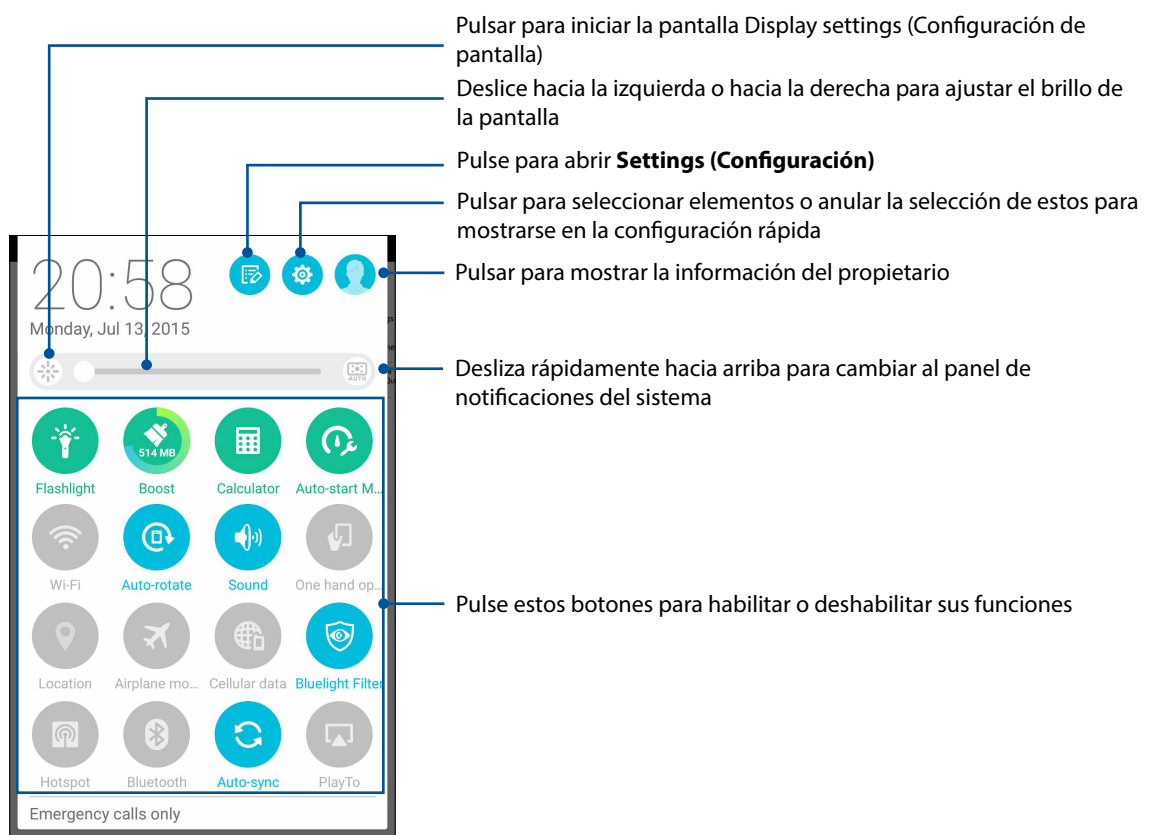 Pulsar para iniciar la pantalla Display settings (Configuración de
pantalla)
Deslice hacia la izquierda o hacia la derecha para ajustar el brillo de
la pantalla
Pulse para abrir Settings (Configuración)
Pulsar para seleccionar elementos o anular la selección de estos para
mostrarse en la configuración rápida
Pulsar para mostrar la información del propietario
Desliza rápidamente hacia arriba para cambiar al panel de
notificaciones del sistema
Pulse estos botones para habilitar o deshabilitar sus funciones
20:58
Monday, Jul 13, 2015
AUTO
514 MB
Flashlight Boost Calculator Auto-start M...
Wi-Fi Auto-rotate Sound One hand op...
Location Airplane mo... Cellular data Bluelight Filter
Hotspot Bluetooth Auto-sync PlayTo
Emergency calls only